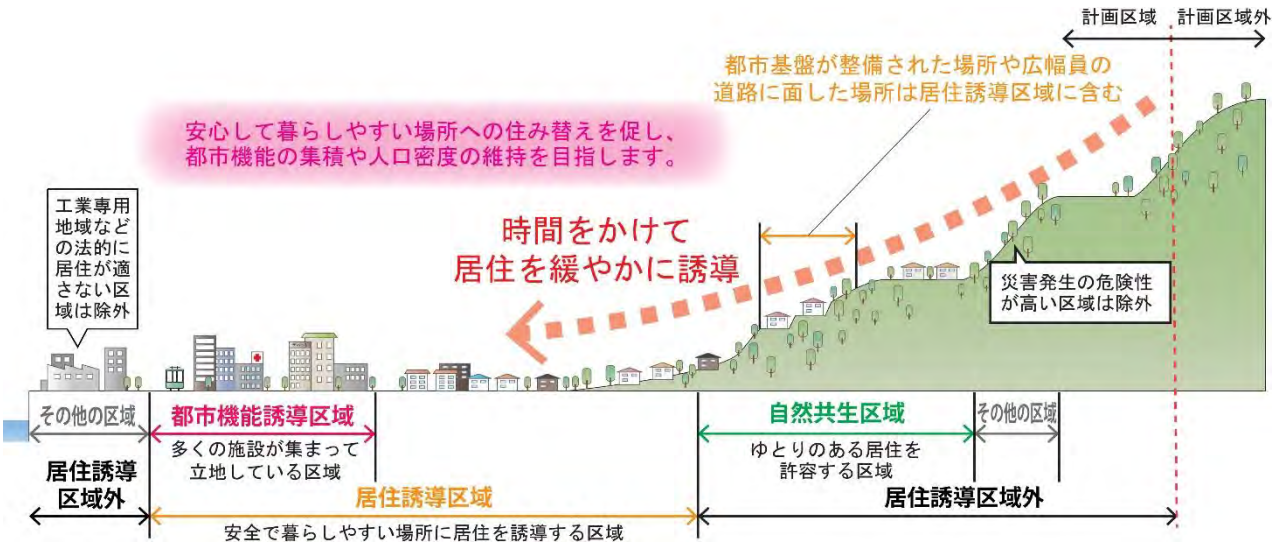 計画区域
計画区域外
都市基盤が整備された場所や広幅員の
道路に面した場所は居住誘導区域に含む
安心して暮らしやすい場所への住み替えを促し、
都市機能の集積や人口密度の維持を目指します。
工業専用
地域など
の法的に
居住が適
さない区
域は除外
時間をかけて
居住を緩やかに誘導
災害発生の危険性
が高い区域は除外
その他の区域
都市機能誘導区域
多くの施設が集まって
立地している区域
自然共生区域
ゆとりのある居住を
許容する区域
その他の区域
居住誘導
区域外
居住誘導区域
安全で暮らしやすい場所に居住を誘導する区域
居住誘導区域外